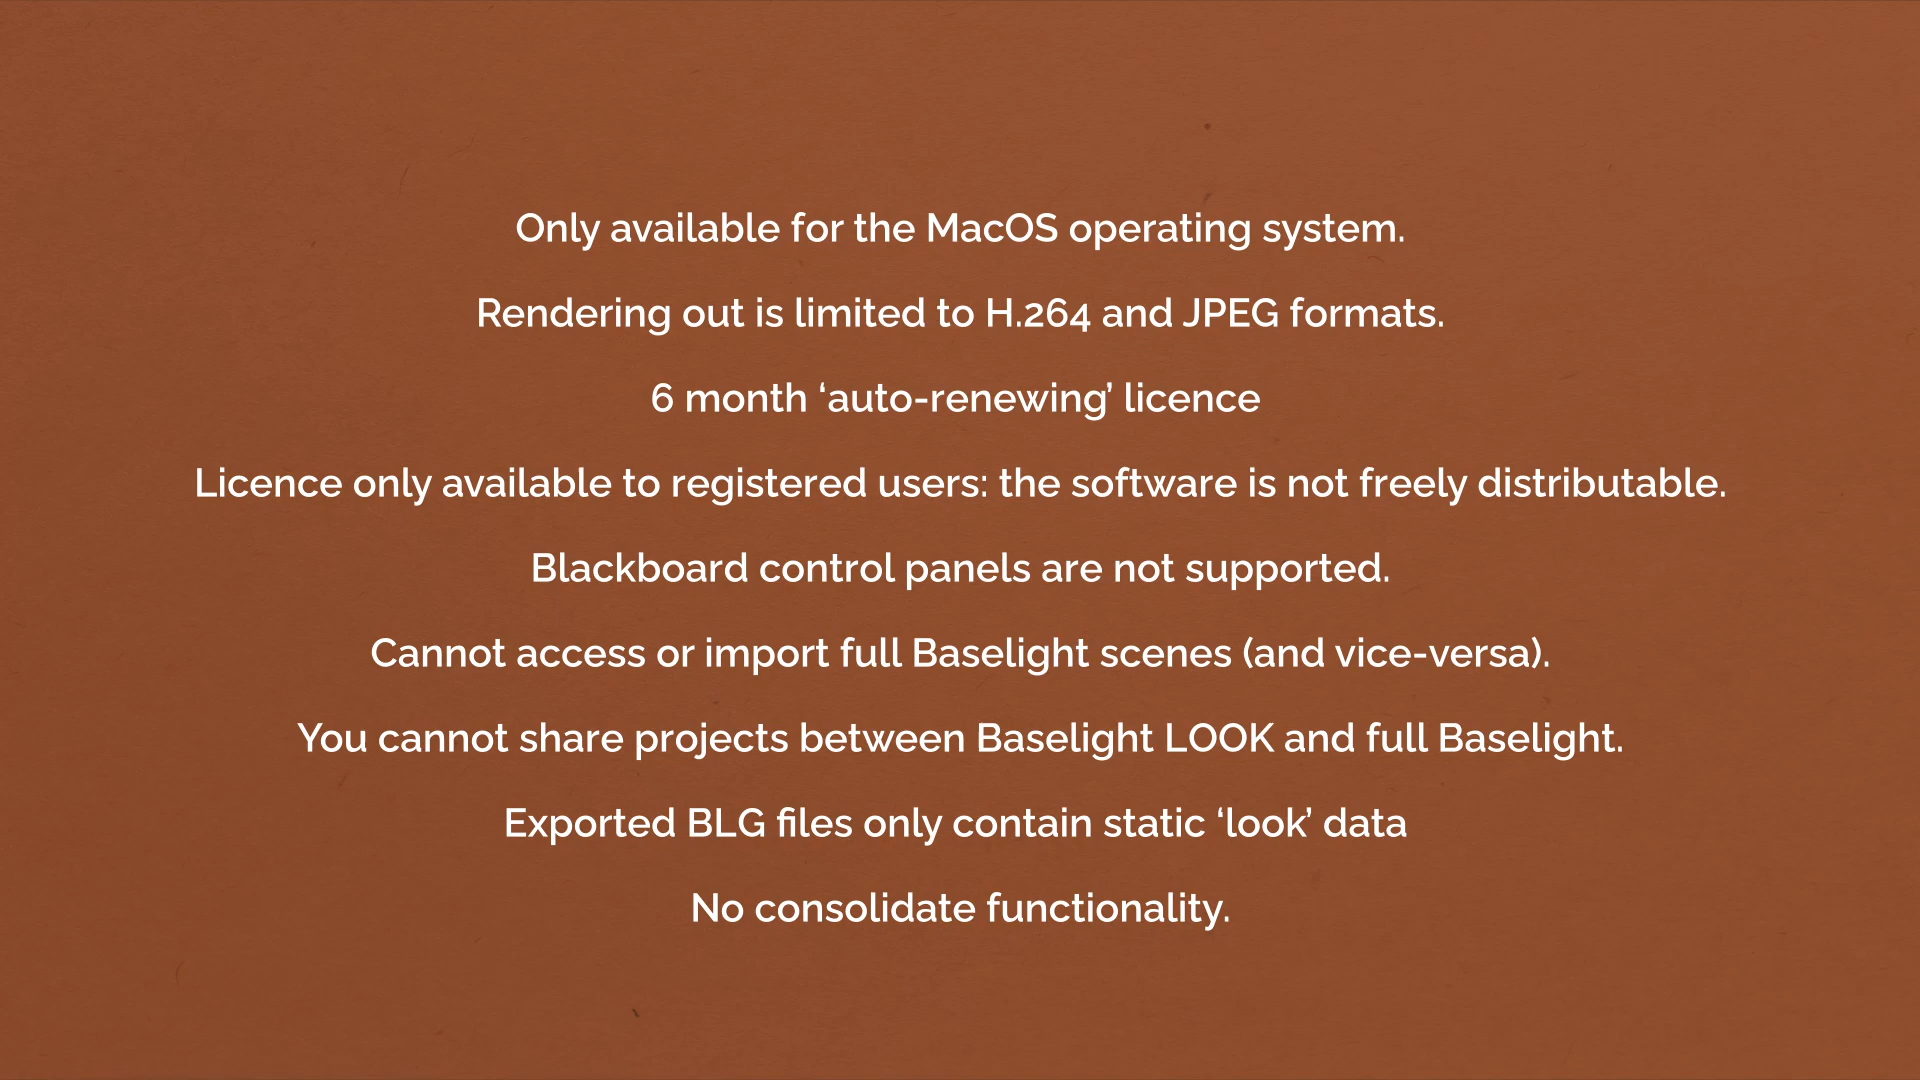 Only available for the MacOS operating system.
Rendering out is limited to H.264 and JPEG formats.
6 month ‘auto-renewing’ licence
Licence only available to registered users: the software is not freely distributable.
Blackboard control panels are not supported.
Cannot access or import full Baselight scenes (and vice-versa).
You cannot share projects between Baselight LOOK and full Baselight.
Exported BLG files only contain static ‘look’ data
No consolidate functionality.